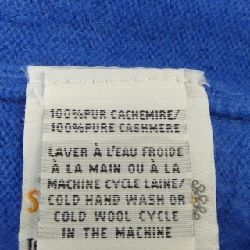 100%PUR CACHEMIRE/
100%PURE CASHMERE
LAVER À L'EAU FROIDE
À LA MAIN OU À LA
MACHINE CYCLE LAINE/
COLD HAND WASH OR
COLD WOOL CYCLE
IN THE MACHINE